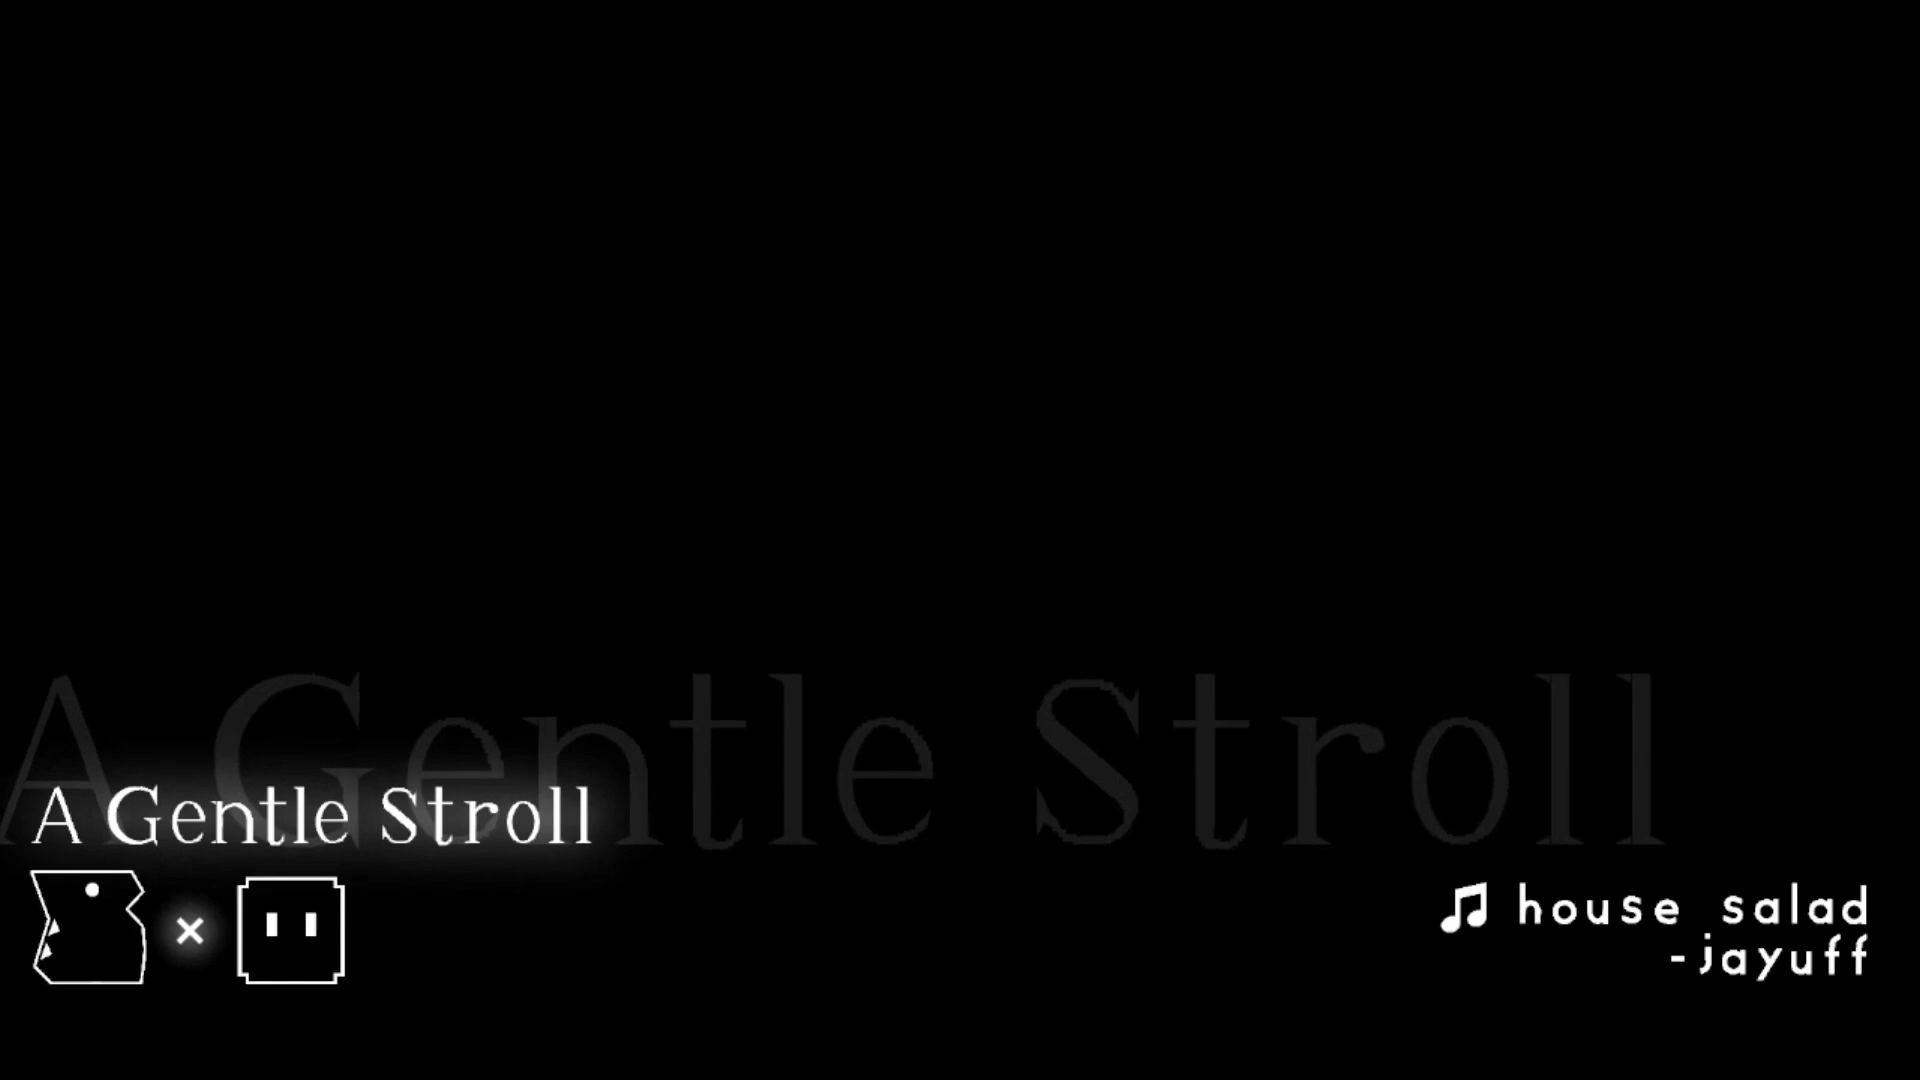 A Gentle Stroll
A Gentle Stroll
×
♫ house salad
-jayuff